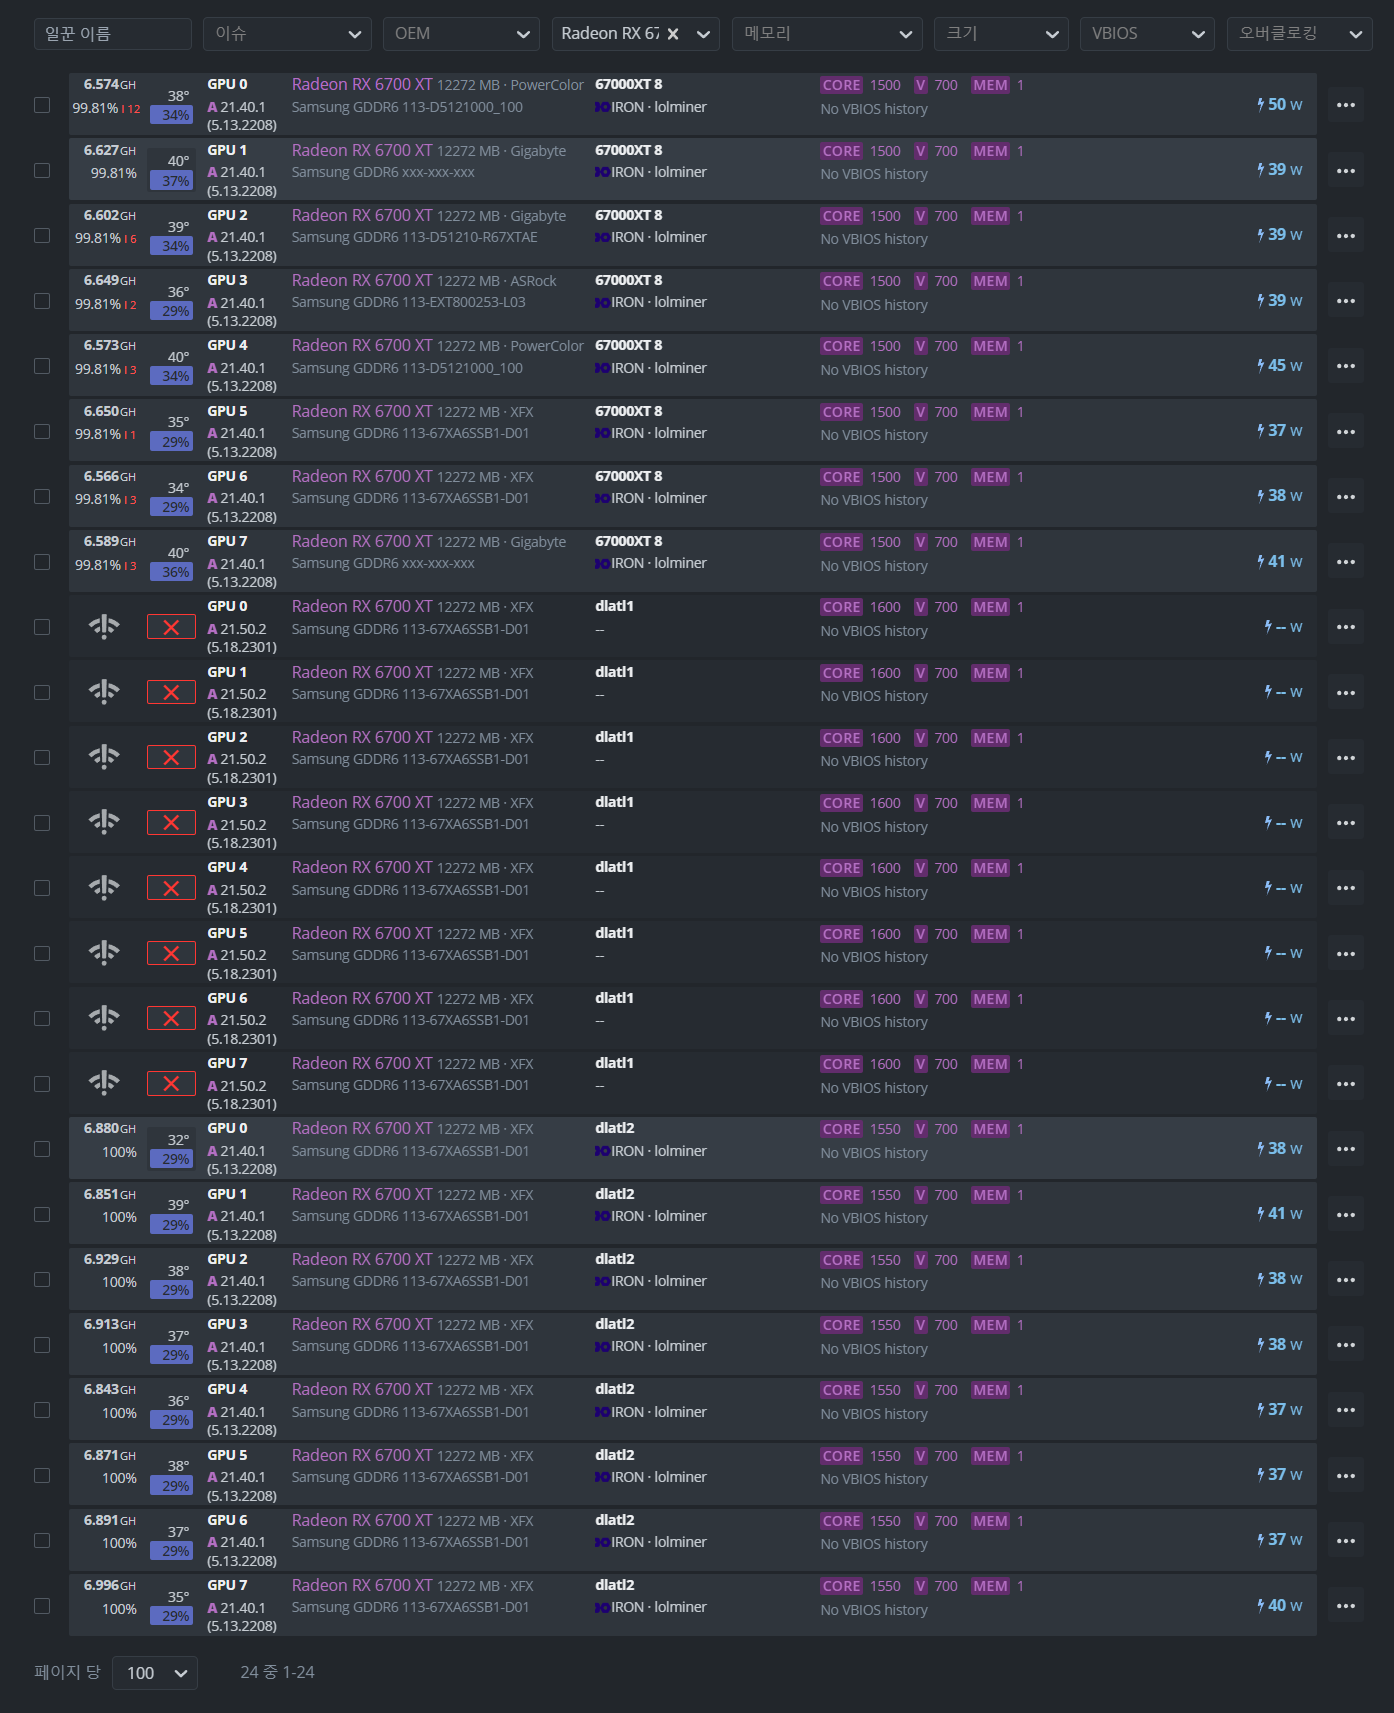 일꾼 이름 이슈 OEM Radeon RX 67 메모리 크기 VBIOS 오버클로킹
6.574GH 38° GPU 0 Radeon RX 6700 XT 12272 MB · PowerColor 67000XT 8 CORE 1500 V 700 MEM 1
99.81% I 12 34% A 21.40.1 Samsung GDDR6 113-D5121000_100 IRON · lolminer No VBIOS history 50 W
(5.13.2208)
6.627GH 40° GPU 1 Radeon RX 6700 XT 12272 MB · Gigabyte 67000XT 8 CORE 1500 V 700 MEM 1
99.81% 37% A 21.40.1 Samsung GDDR6 xxx-xxx-xxx IRON · lolminer No VBIOS history 39 W
(5.13.2208)
6.602GH 39° GPU 2 Radeon RX 6700 XT 12272 MB · Gigabyte 67000XT 8 CORE 1500 V 700 MEM 1
99.81% I 6 34% A 21.40.1 Samsung GDDR6 113-D51210-R67XTAE IRON · lolminer No VBIOS history 39 W
(5.13.2208)
6.649GH 36° GPU 3 Radeon RX 6700 XT 12272 MB · ASRock 67000XT 8 CORE 1500 V 700 MEM 1
99.81% I 2 29% A 21.40.1 Samsung GDDR6 113-EXT800253-L03 IRON · lolminer No VBIOS history 39 W
(5.13.2208)
6.573GH 40° GPU 4 Radeon RX 6700 XT 12272 MB · PowerColor 67000XT 8 CORE 1500 V 700 MEM 1
99.81% I 3 34% A 21.40.1 Samsung GDDR6 113-D5121000_100 IRON · lolminer No VBIOS history 45 W
(5.13.2208)
6.650GH 35° GPU 5 Radeon RX 6700 XT 12272 MB · XFX 67000XT 8 CORE 1500 V 700 MEM 1
99.81% I 1 29% A 21.40.1 Samsung GDDR6 113-67XA6SSB1-D01 IRON · lolminer No VBIOS history 37 W
(5.13.2208)
6.566GH 34° GPU 6 Radeon RX 6700 XT 12272 MB · XFX 67000XT 8 CORE 1500 V 700 MEM 1
99.81% I 3 29% A 21.40.1 Samsung GDDR6 113-67XA6SSB1-D01 IRON · lolminer No VBIOS history 38 W
(5.13.2208)
6.589GH 40° GPU 7 Radeon RX 6700 XT 12272 MB · Gigabyte 67000XT 8 CORE 1500 V 700 MEM 1
99.81% I 3 36% A 21.40.1 Samsung GDDR6 xxx-xxx-xxx IRON · lolminer No VBIOS history 41 W
(5.13.2208)
GPU 0 Radeon RX 6700 XT 12272 MB · XFX dlatl1 CORE 1600 V 700 MEM 1
A 21.50.2 Samsung GDDR6 113-67XA6SSB1-D01 -- No VBIOS history -- W
(5.18.2301)
GPU 1 Radeon RX 6700 XT 12272 MB · XFX dlatl1 CORE 1600 V 700 MEM 1
A 21.50.2 Samsung GDDR6 113-67XA6SSB1-D01 -- No VBIOS history -- W
(5.18.2301)
GPU 2 Radeon RX 6700 XT 12272 MB · XFX dlatl1 CORE 1600 V 700 MEM 1
A 21.50.2 Samsung GDDR6 113-67XA6SSB1-D01 -- No VBIOS history -- W
(5.18.2301)
GPU 3 Radeon RX 6700 XT 12272 MB · XFX dlatl1 CORE 1600 V 700 MEM 1
A 21.50.2 Samsung GDDR6 113-67XA6SSB1-D01 -- No VBIOS history -- W
(5.18.2301)
GPU 4 Radeon RX 6700 XT 12272 MB · XFX dlatl1 CORE 1600 V 700 MEM 1
A 21.50.2 Samsung GDDR6 113-67XA6SSB1-D01 -- No VBIOS history -- W
(5.18.2301)
GPU 5 Radeon RX 6700 XT 12272 MB · XFX dlatl1 CORE 1600 V 700 MEM 1
A 21.50.2 Samsung GDDR6 113-67XA6SSB1-D01 -- No VBIOS history -- W
(5.18.2301)
GPU 6 Radeon RX 6700 XT 12272 MB · XFX dlatl1 CORE 1600 V 700 MEM 1
A 21.50.2 Samsung GDDR6 113-67XA6SSB1-D01 -- No VBIOS history -- W
(5.18.2301)
GPU 7 Radeon RX 6700 XT 12272 MB · XFX dlatl1 CORE 1600 V 700 MEM 1
A 21.50.2 Samsung GDDR6 113-67XA6SSB1-D01 -- No VBIOS history -- W
(5.18.2301)
6.880GH 32° GPU 0 Radeon RX 6700 XT 12272 MB · XFX dlatl2 CORE 1550 V 700 MEM 1
100% 29% A 21.40.1 Samsung GDDR6 113-67XA6SSB1-D01 IRON · lolminer No VBIOS history 38 W
(5.13.2208)
6.851GH 39° GPU 1 Radeon RX 6700 XT 12272 MB · XFX dlatl2 CORE 1550 V 700 MEM 1
100% 29% A 21.40.1 Samsung GDDR6 113-67XA6SSB1-D01 IRON · lolminer No VBIOS history 41 W
(5.13.2208)
6.929GH 38° GPU 2 Radeon RX 6700 XT 12272 MB · XFX dlatl2 CORE 1550 V 700 MEM 1
100% 29% A 21.40.1 Samsung GDDR6 113-67XA6SSB1-D01 IRON · lolminer No VBIOS history 38 W
(5.13.2208)
6.913GH 37° GPU 3 Radeon RX 6700 XT 12272 MB · XFX dlatl2 CORE 1550 V 700 MEM 1
100% 29% A 21.40.1 Samsung GDDR6 113-67XA6SSB1-D01 IRON · lolminer No VBIOS history 38 W
(5.13.2208)
6.843GH 36° GPU 4 Radeon RX 6700 XT 12272 MB · XFX dlatl2 CORE 1550 V 700 MEM 1
100% 29% A 21.40.1 Samsung GDDR6 113-67XA6SSB1-D01 IRON · lolminer No VBIOS history 37 W
(5.13.2208)
6.871GH 38° GPU 5 Radeon RX 6700 XT 12272 MB · XFX dlatl2 CORE 1550 V 700 MEM 1
100% 29% A 21.40.1 Samsung GDDR6 113-67XA6SSB1-D01 IRON · lolminer No VBIOS history 37 W
(5.13.2208)
6.891GH 37° GPU 6 Radeon RX 6700 XT 12272 MB · XFX dlatl2 CORE 1550 V 700 MEM 1
100% 29% A 21.40.1 Samsung GDDR6 113-67XA6SSB1-D01 IRON · lolminer No VBIOS history 37 W
(5.13.2208)
6.996GH 35° GPU 7 Radeon RX 6700 XT 12272 MB · XFX dlatl2 CORE 1550 V 700 MEM 1
100% 29% A 21.40.1 Samsung GDDR6 113-67XA6SSB1-D01 IRON · lolminer No VBIOS history 40 W
(5.13.2208)
페이지 당 100 24 중 1-24